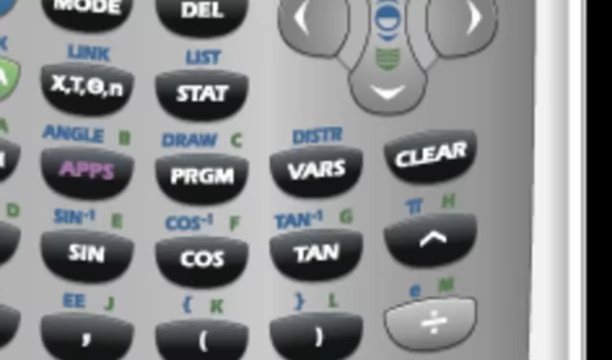 MODE DEL
LINK LIST
X,T,Θ,n STAT
A ANGLE B DRAW C DISTR
APPS PRGM VARS CLEAR
D SIN⁻¹ E COS⁻¹ F TAN⁻¹ G π H
SIN COS TAN ^
EE J { K } L e M
, ( ) ÷